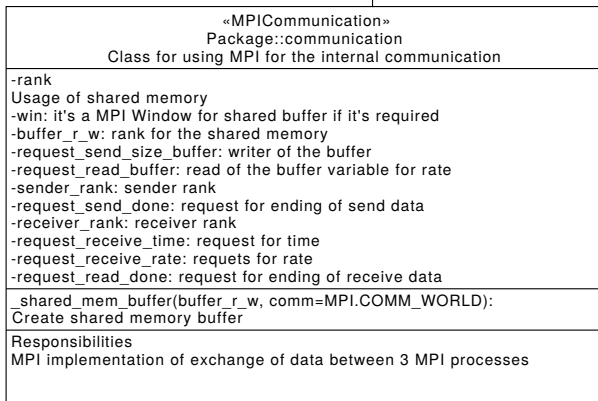 «MPICommunication»
Package::communication
Class for using MPI for the internal communication
-rank
Usage of shared memory
-win: it's a MPI Window for shared buffer if it's required
-buffer_r_w: rank for the shared memory
-request_send_size_buffer: writer of the buffer
-request_read_buffer: read of the buffer variable for rate
-sender_rank: sender rank
-request_send_done: request for ending of send data
-receiver_rank: receiver rank
-request_receive_time: request for time
-request_receive_rate: requets for rate
-request_read_done: request for ending of receive data
_shared_mem_buffer(buffer_r_w, comm=MPI.COMM_WORLD):
Create shared memory buffer
Responsibilities
MPI implementation of exchange of data between 3 MPI processes